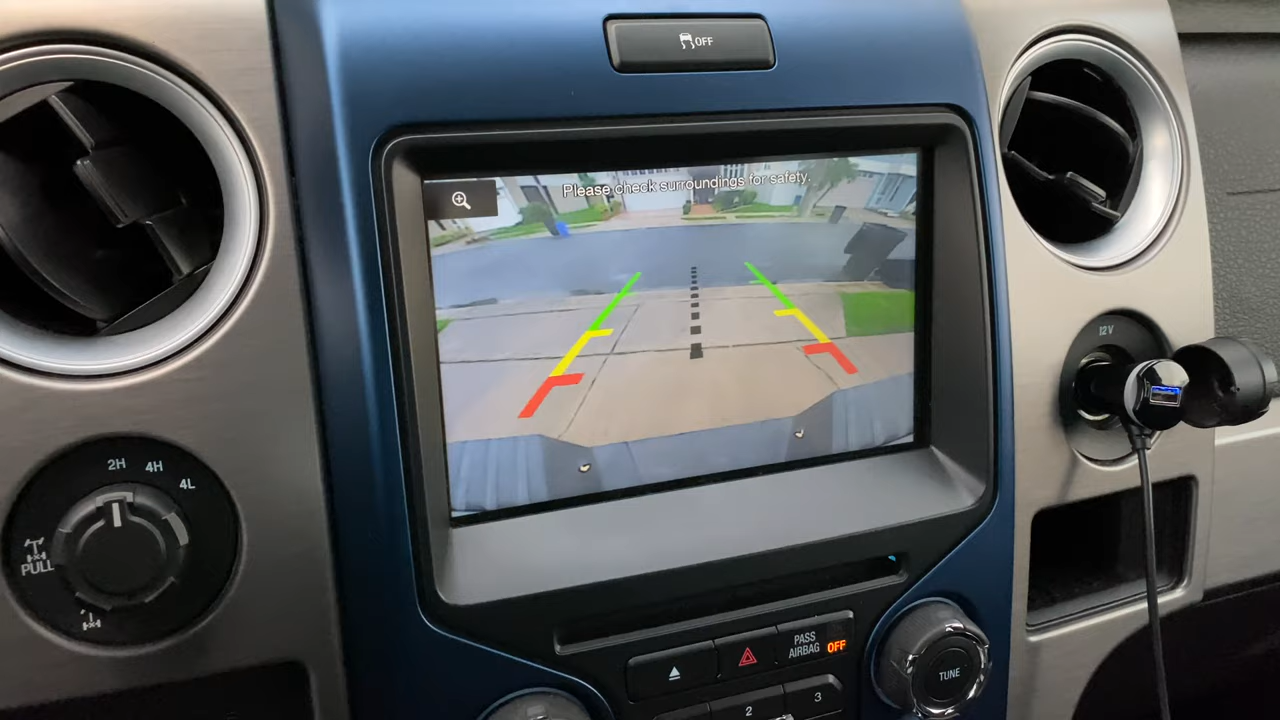 OFF
Please check surroundings for safety.
2H
4H
4L
PULL
12V
PASS
AIRBAG
OFF
TUNE
2
3